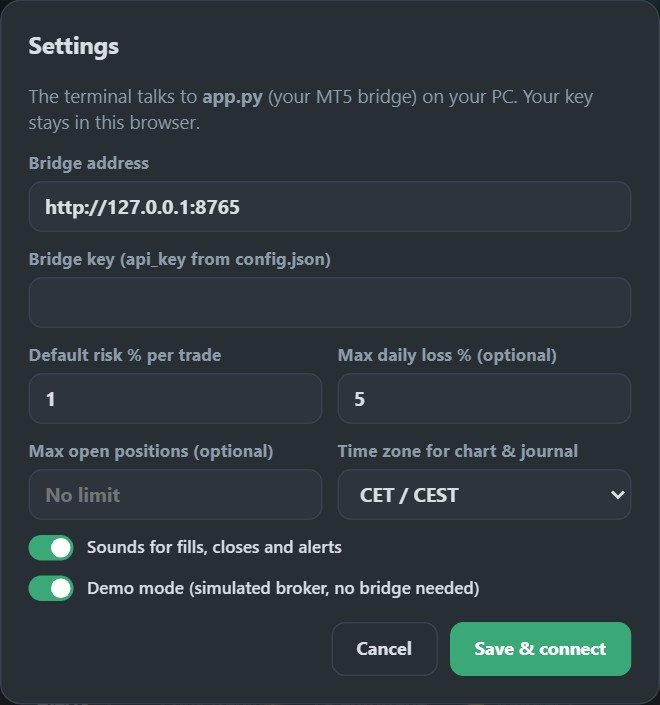 Settings
The terminal talks to app.py (your MT5 bridge) on your PC. Your key
stays in this browser.
Bridge address
http://127.0.0.1:8765
Bridge key (api_key from config.json)
Default risk % per trade
Max daily loss % (optional)
1
5
Max open positions (optional)
Time zone for chart & journal
No limit
CET / CEST
Sounds for fills, closes and alerts
Demo mode (simulated broker, no bridge needed)
Cancel
Save & connect